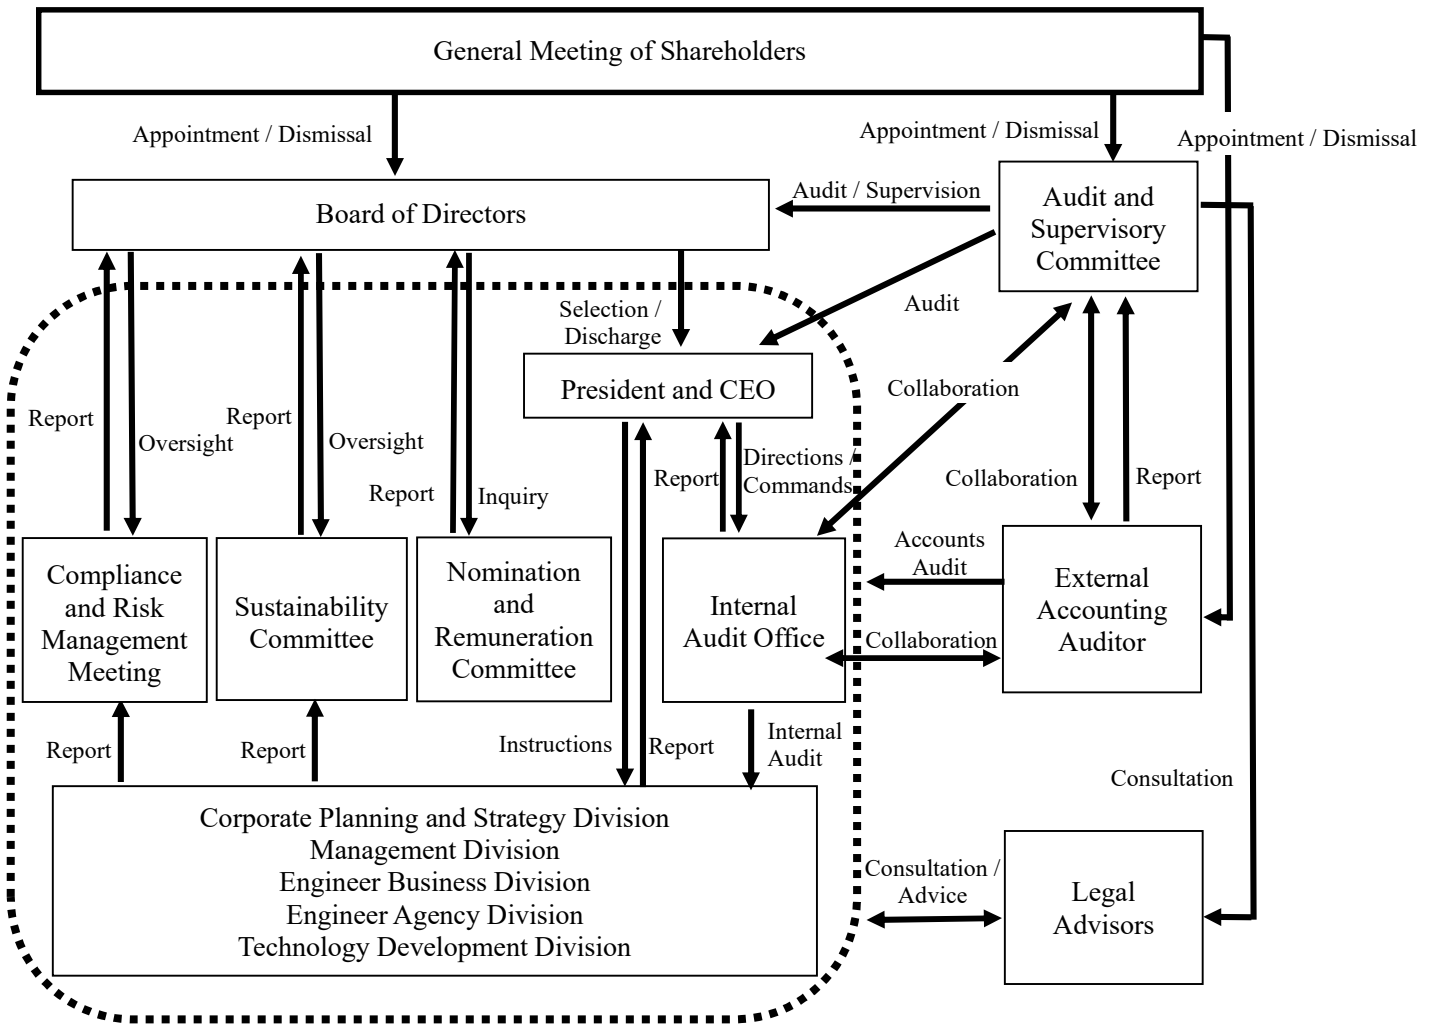 General Meeting of Shareholders
Appointment / Dismissal
Appointment / Dismissal
Appointment / Dismissal
Board of Directors
Audit / Supervision
Audit and
Supervisory
Committee
Selection /
Discharge
Audit
President and CEO
Collaboration
Report
Oversight
Report
Oversight
Report
Inquiry
Report
Directions /
Commands
Collaboration
Report
Compliance
and Risk
Management
Meeting
Sustainability
Committee
Nomination
and
Remuneration
Committee
Internal
Audit Office
Accounts
Audit
Collaboration
External
Accounting
Auditor
Report
Report
Instructions
Report
Internal
Audit
Consultation
Corporate Planning and Strategy Division
Management Division
Engineer Business Division
Engineer Agency Division
Technology Development Division
Consultation /
Advice
Legal
Advisors